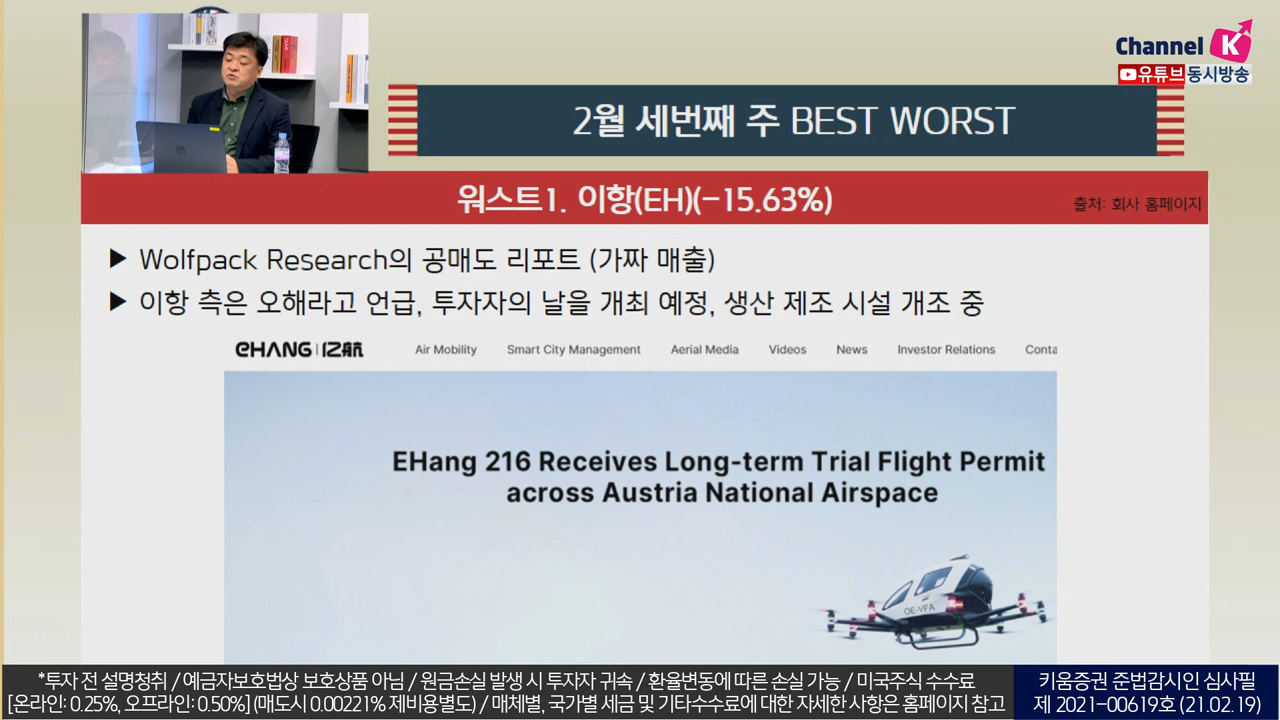 Channel K
유튜브 동시방송
2월 세번째 주 BEST WORST
워스트1. 이항(EH)(-15.63%)
출처: 회사 홈페이지
▶ Wolfpack Research의 공매도 리포트 (가짜 매출)
▶ 이항 측은 오해라고 언급, 투자자의 날을 개최 예정, 생산 제조 시설 개조 중
EHANG | 亿航 Air Mobility Smart City Management Aerial Media Videos News Investor Relations Conta
EHang 216 Receives Long-term Trial Flight Permit
across Austria National Airspace
OE-VFA
*투자 전 설명청취 / 예금자보호법상 보호상품 아님 / 원금손실 발생 시 투자자 귀속 / 환율변동에 따른 손실 가능 / 미국주식 수수료
[온라인: 0.25%, 오프라인: 0.50%] (매도시 0.00221% 제비용별도) / 매체별, 국가별 세금 및 기타수수료에 대한 자세한 사항은 홈페이지 참고
키움증권 준법감시인 심사필
제 2021-00619호 (21.02.19)